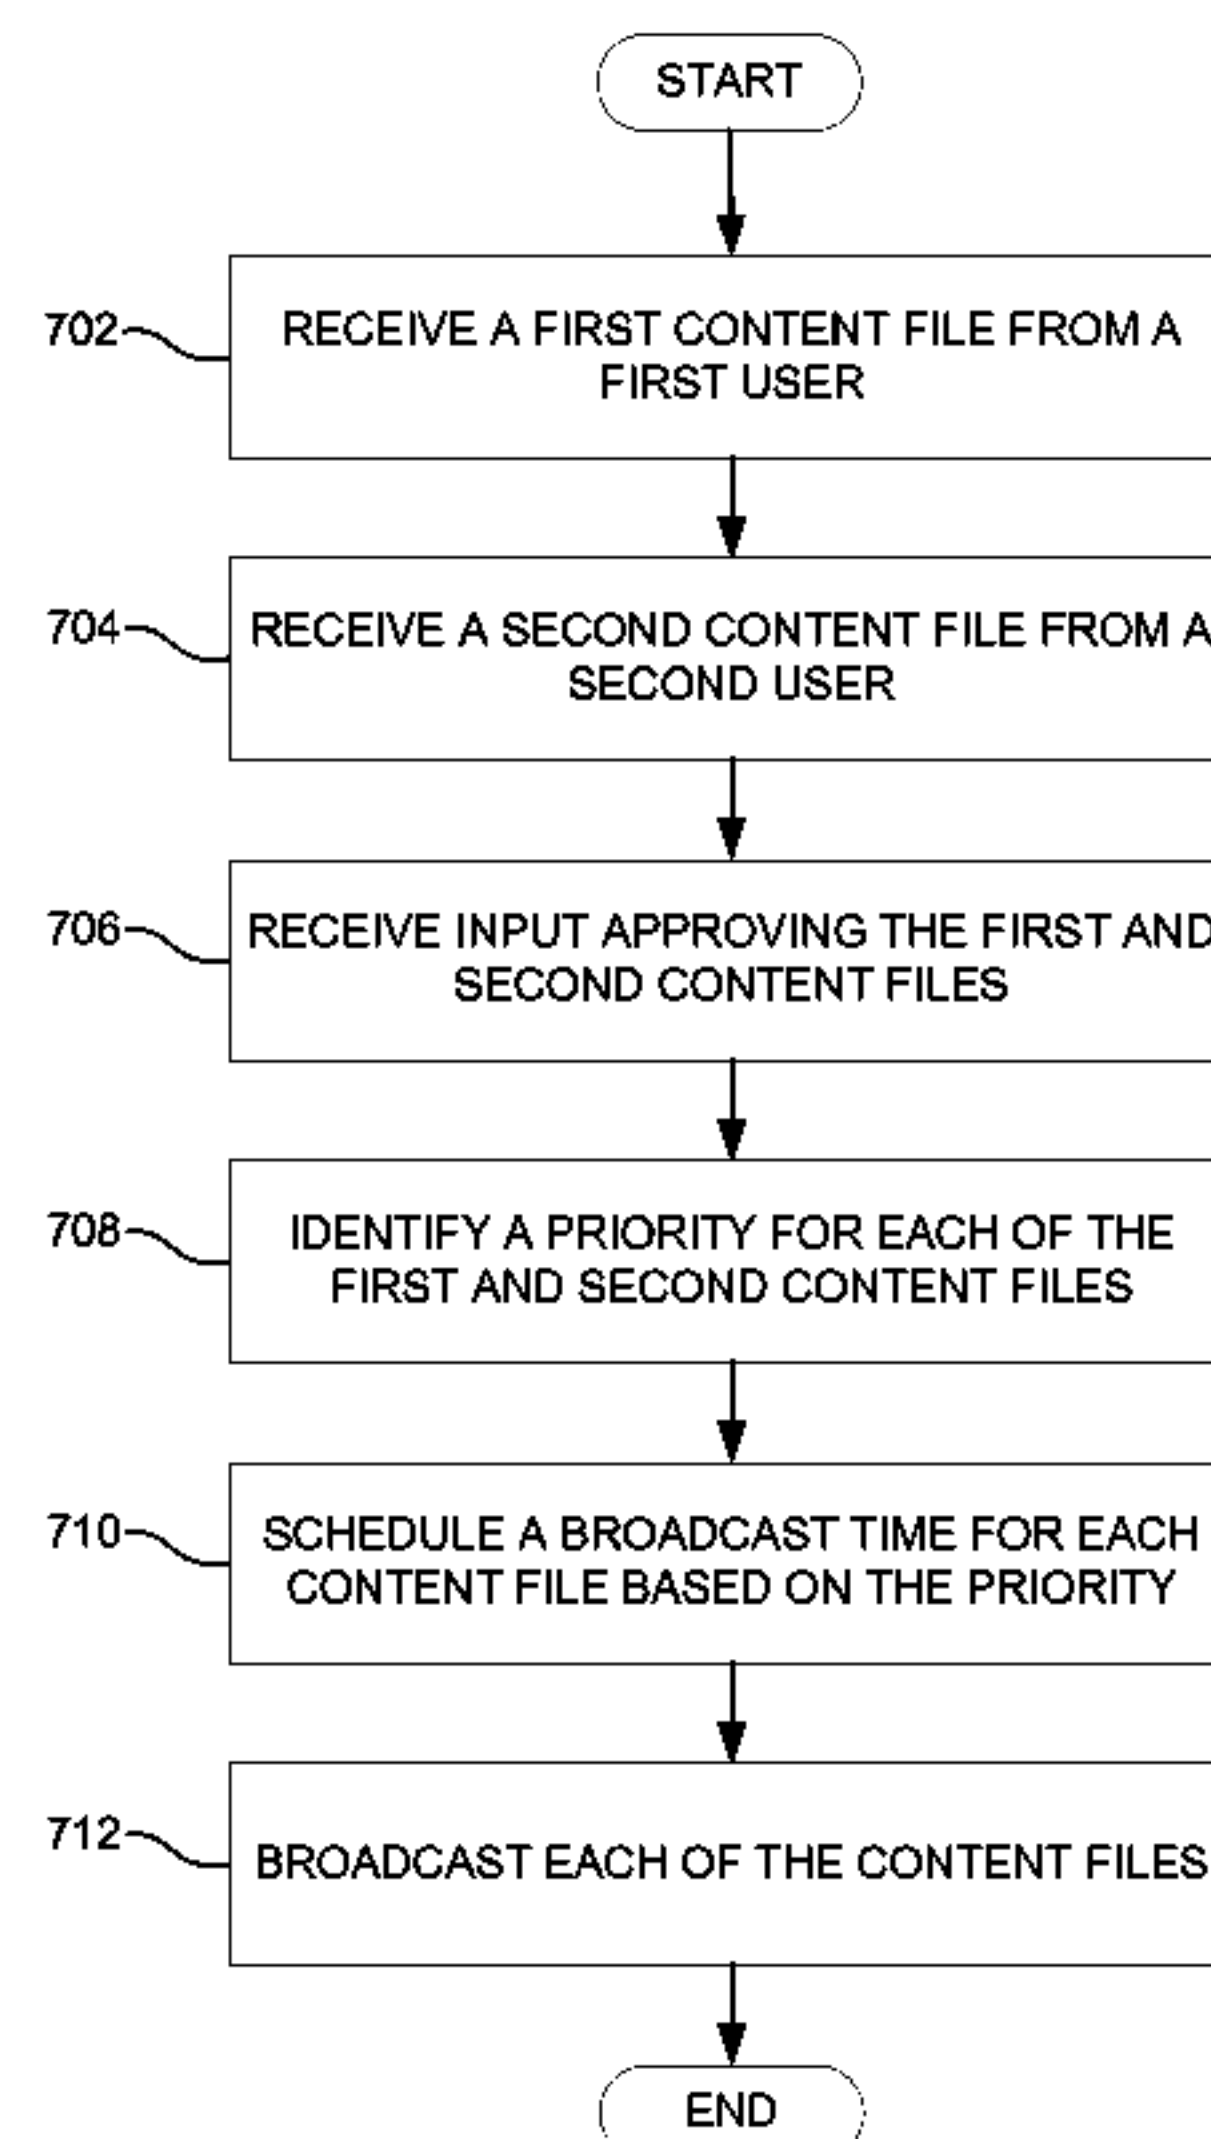 START
702
RECEIVE A FIRST CONTENT FILE FROM A
FIRST USER
704
RECEIVE A SECOND CONTENT FILE FROM A
SECOND USER
706
RECEIVE INPUT APPROVING THE FIRST AND
SECOND CONTENT FILES
708
IDENTIFY A PRIORITY FOR EACH OF THE
FIRST AND SECOND CONTENT FILES
710
SCHEDULE A BROADCAST TIME FOR EACH
CONTENT FILE BASED ON THE PRIORITY
712
BROADCAST EACH OF THE CONTENT FILES
END